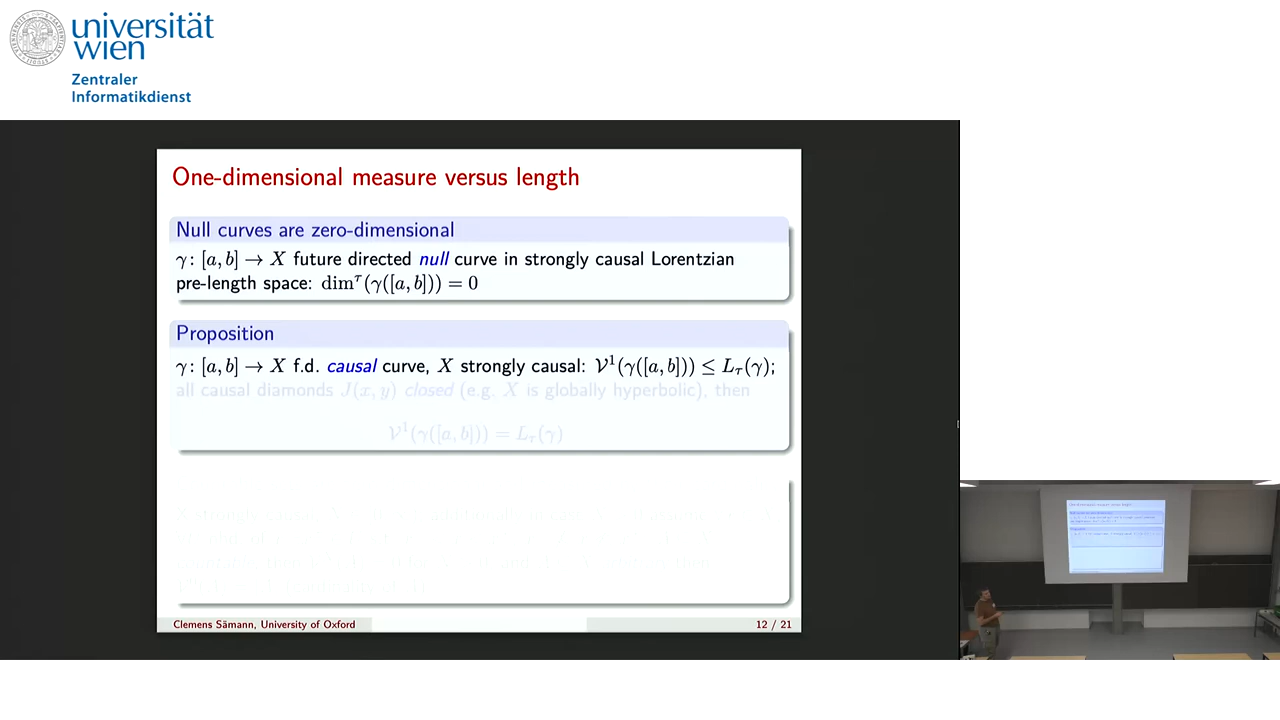 universität
wien
Zentraler
Informatikdienst
One-dimensional measure versus length
Null curves are zero-dimensional
γ: [a, b] → X future directed null curve in strongly causal Lorentzian
pre-length space: dim^τ(γ([a, b])) = 0
Proposition
γ: [a, b] → X f.d. causal curve, X strongly causal: 𝒱¹(γ([a, b])) ≤ L_τ(γ);
all causal diamonds J(x, y) closed (e.g. X is globally hyperbolic), then
𝒱¹(γ([a, b])) = L_τ(γ)
Clemens Sämann, University of Oxford
12 / 21